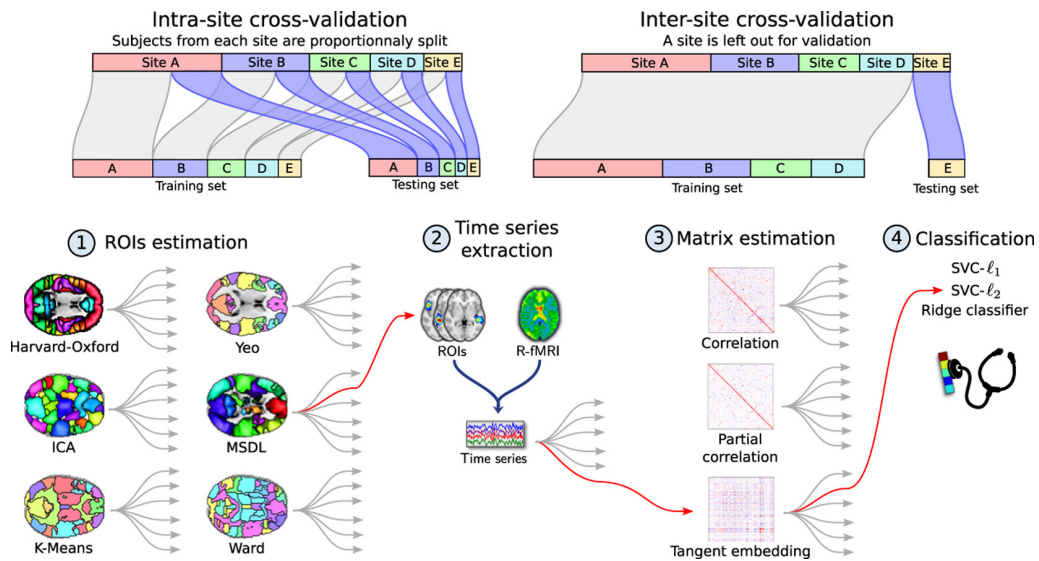 Intra-site cross-validation
Subjects from each site are proportionnaly split
Site A Site B Site C Site D Site E
A B C D E
Training set
A B C D E
Testing set
Inter-site cross-validation
A site is left out for validation
Site A Site B Site C Site D Site E
A B C D
Training set
E
Testing set
1 ROIs estimation
Harvard-Oxford
Yeo
ICA
MSDL
K-Means
Ward
2 Time series
extraction
ROIs
R-fMRI
Time series
3 Matrix estimation
Correlation
Partial
correlation
Tangent embedding
4 Classification
SVC-ℓ₁
SVC-ℓ₂
Ridge classifier